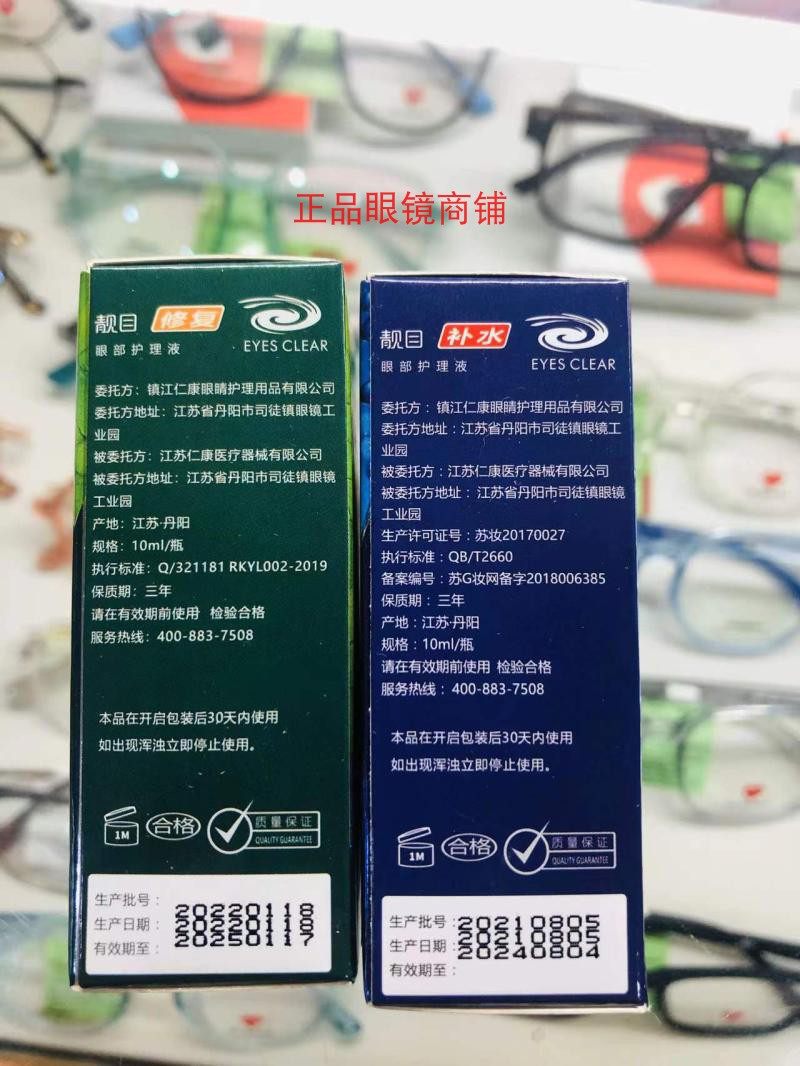 正品眼镜商铺
靓目 修复
眼部护理液
EYES CLEAR
委托方：镇江仁康眼睛护理用品有限公司
委托方地址：江苏省丹阳市司徒镇眼镜工
业园
被委托方：江苏仁康医疗器械有限公司
被委托方地址：江苏省丹阳市司徒镇眼镜
工业园
产地：江苏·丹阳
规格：10ml/瓶
执行标准：Q/321181 RKYL002-2019
保质期：三年
请在有效期前使用 检验合格
服务热线：400-883-7508
本品在开启包装后30天内使用
如出现浑浊立即停止使用。
1M
合格
质量保证
QUALITY GUARANTEE
生产批号：20220118
生产日期：20220118
有效期至：20250117
靓目 补水
眼部护理液
EYES CLEAR
委托方：镇江仁康眼睛护理用品有限公司
委托方地址：江苏省丹阳市司徒镇眼镜工
业园
被委托方：江苏仁康医疗器械有限公司
被委托方地址：江苏省丹阳市司徒镇眼镜
工业园
生产许可证号：苏妆20170027
执行标准：QB/T2660
备案编号：苏G妆网备字2018006385
保质期：三年
产地：江苏·丹阳
规格：10ml/瓶
请在有效期前使用 检验合格
服务热线：400-883-7508
本品在开启包装后30天内使用
如出现浑浊立即停止使用。
1M
合格
质量保证
QUALITY GUARANTEE
生产批号：20210805
生产日期：20210805
有效期至：20240804